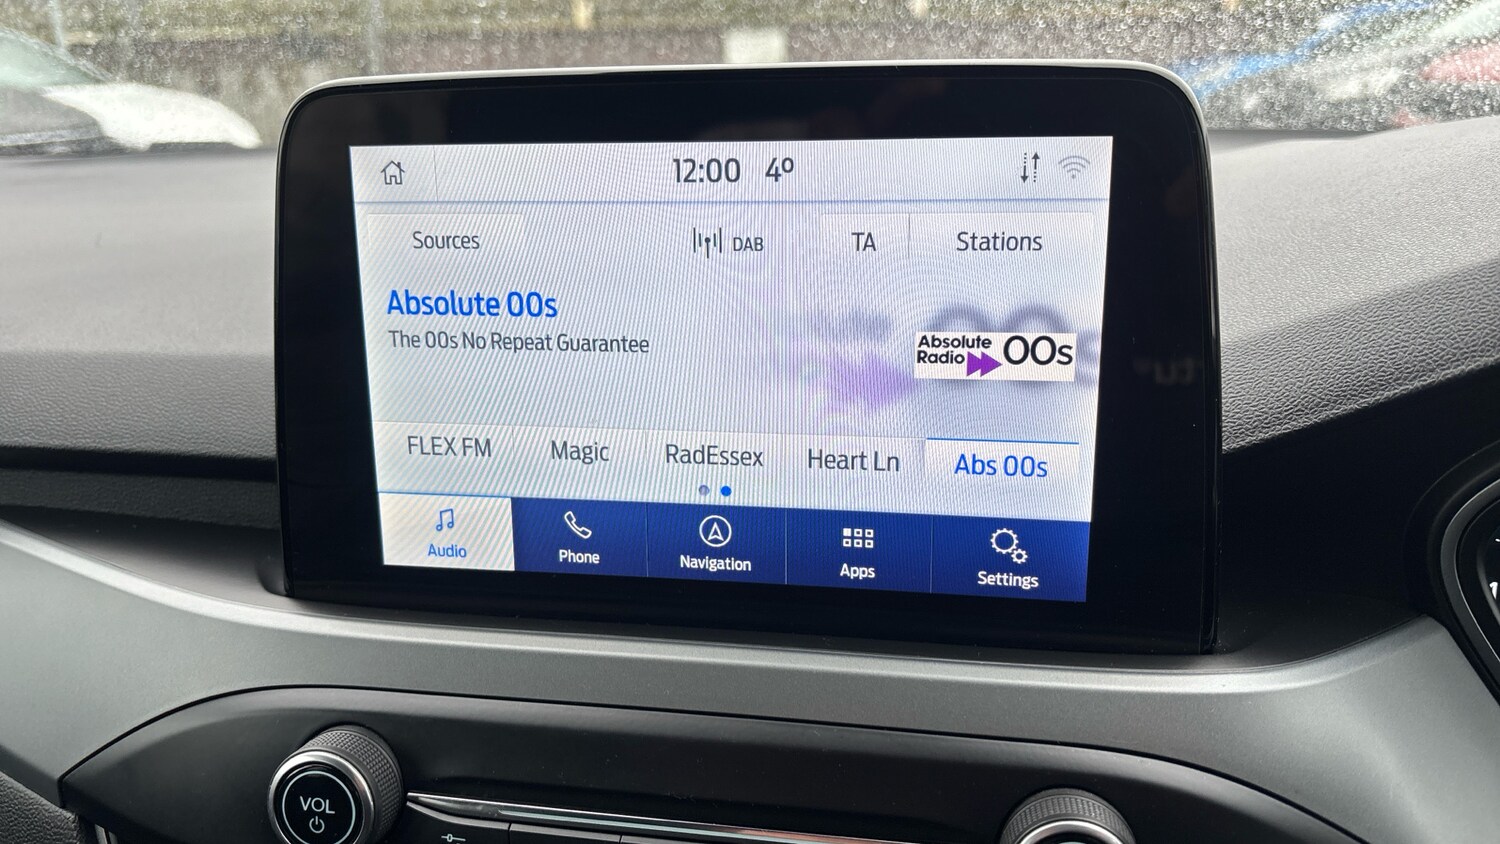 12:00 4º
Sources DAB TA Stations
Absolute 00s
The 00s No Repeat Guarantee
Absolute
Radio 00s
FLEX FM Magic RadEssex Heart Ln Abs 00s
Audio Phone Navigation Apps Settings
VOL